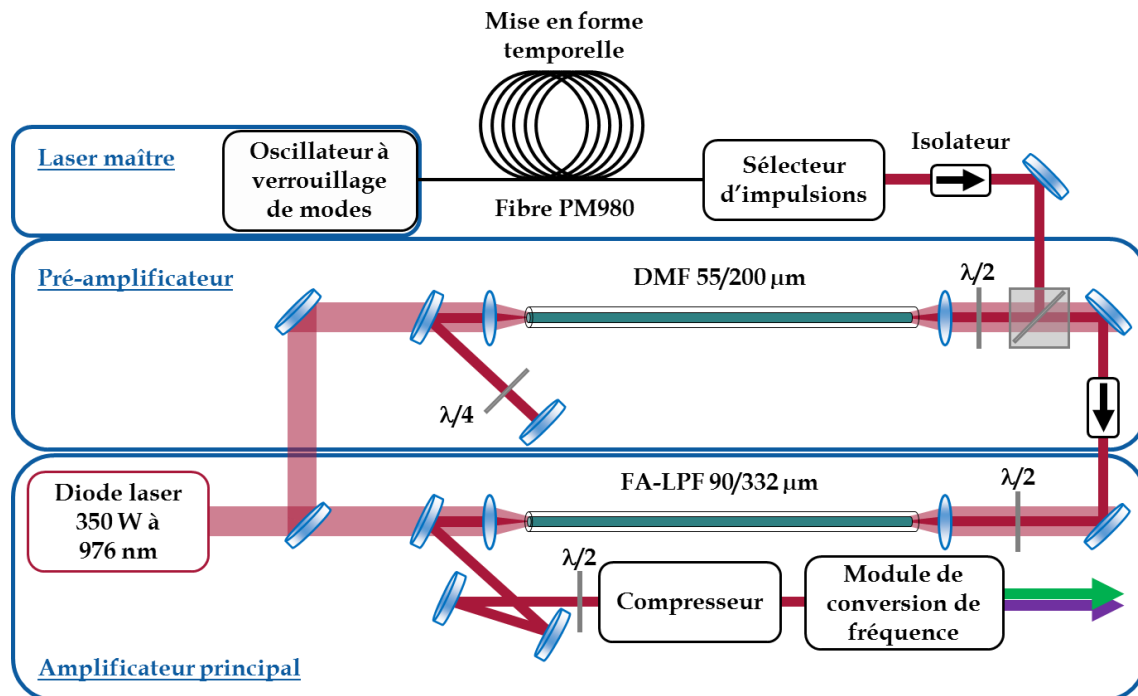 Mise en forme
temporelle
Laser maître
Oscillateur à
verrouillage
de modes
Fibre PM980
Sélecteur
d'impulsions
Isolateur
Pré-amplificateur
DMF 55/200 µm
λ/2
λ/4
Diode laser
350 W à
976 nm
FA-LPF 90/332 µm
λ/2
λ/2
Compresseur
Module de
conversion de
fréquence
Amplificateur principal